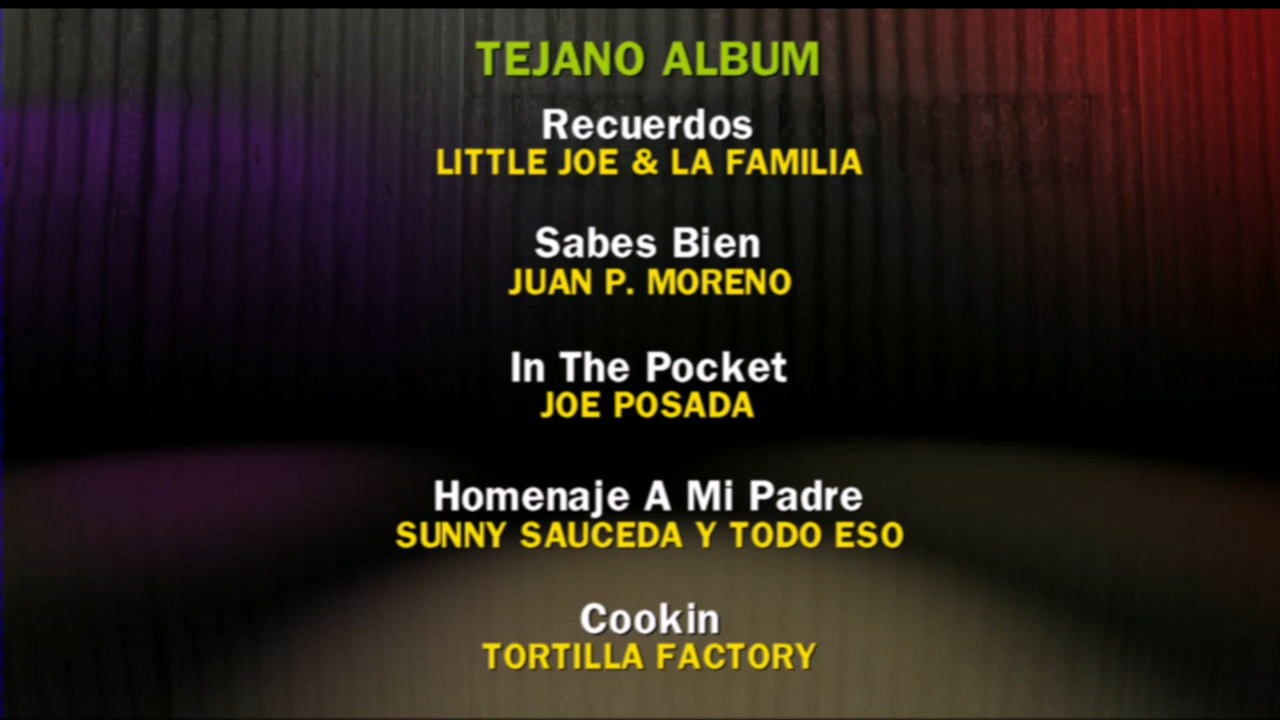 TEJANO ALBUM
Recuerdos
LITTLE JOE & LA FAMILIA
Sabes Bien
JUAN P. MORENO
In The Pocket
JOE POSADA
Homenaje A Mi Padre
SUNNY SAUCEDA Y TODO ESO
Cookin
TORTILLA FACTORY